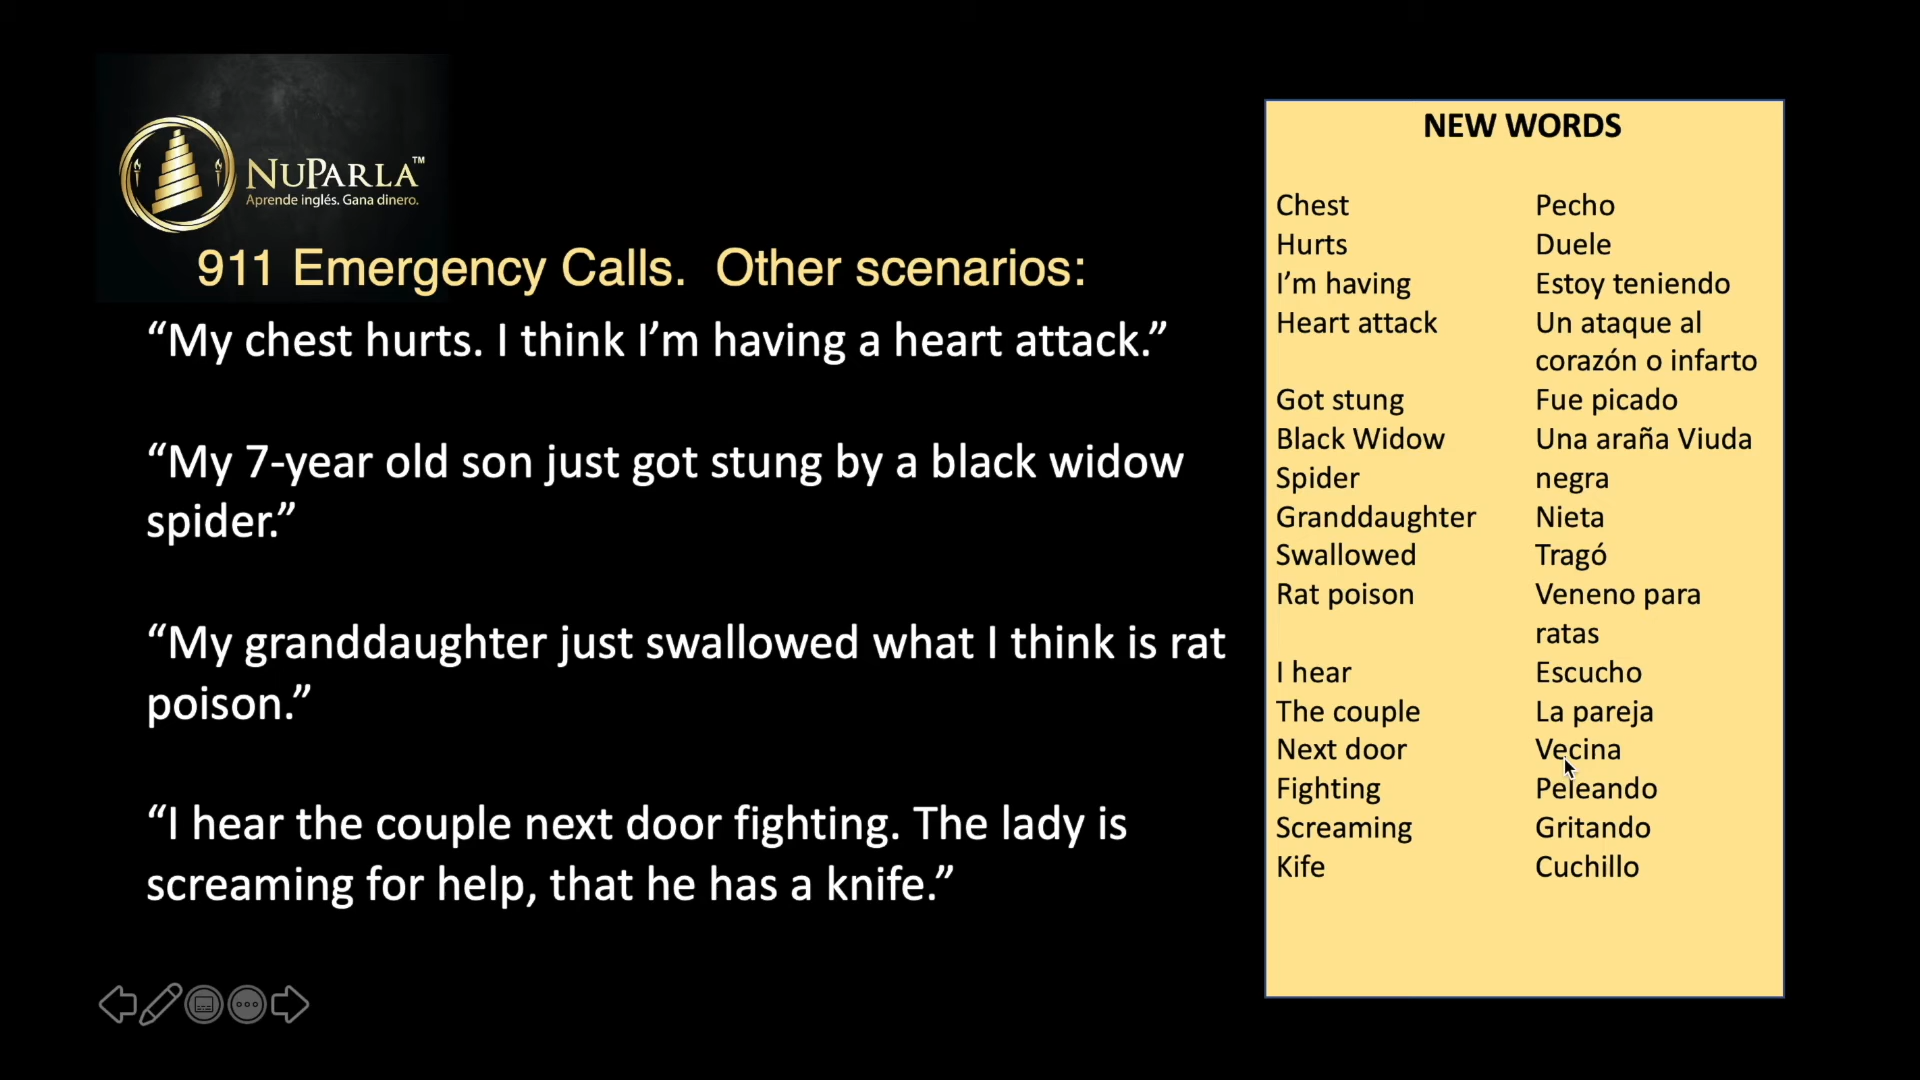 NUPARLA™
Aprende inglés. Gana dinero.
911 Emergency Calls. Other scenarios:
“My chest hurts. I think I’m having a heart attack.”
“My 7-year old son just got stung by a black widow
spider.”
“My granddaughter just swallowed what I think is rat
poison.”
“I hear the couple next door fighting. The lady is
screaming for help, that he has a knife.”
NEW WORDS
Chest Pecho
Hurts Duele
I’m having Estoy teniendo
Heart attack Un ataque al
corazón o infarto
Got stung Fue picado
Black Widow Una araña Viuda
Spider negra
Granddaughter Nieta
Swallowed Tragó
Rat poison Veneno para
ratas
I hear Escucho
The couple La pareja
Next door Vecina
Fighting Peleando
Screaming Gritando
Kife Cuchillo